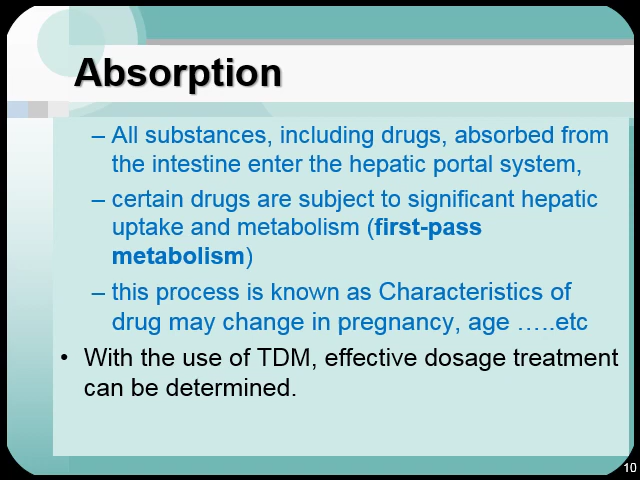 Absorption
– All substances, including drugs, absorbed from
the intestine enter the hepatic portal system,
– certain drugs are subject to significant hepatic
uptake and metabolism (first-pass
metabolism)
– this process is known as Characteristics of
drug may change in pregnancy, age …..etc
• With the use of TDM, effective dosage treatment
can be determined.
10